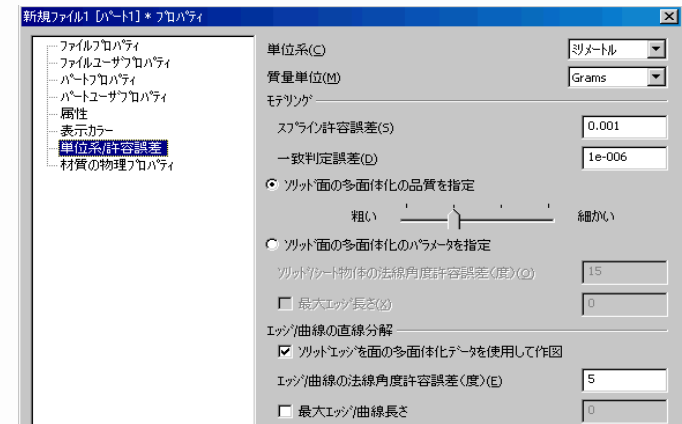 新規ファイル1 [パート1] * プロパティ
ファイルプロパティ
ファイルユーザプロパティ
パートプロパティ
パートユーザプロパティ
属性
表示カラー
単位系/許容誤差
材質の物理プロパティ
単位系(C) ミリメートル
質量単位(M) Grams
モデリング
スプライン許容誤差(S) 0.001
一致判定誤差(D) 1e-006
ソリッド面の多面体化の品質を指定
粗い 細かい
ソリッド面の多面体化のパラメータを指定
ソリッド/シート物体の法線角度許容誤差(度)(O) 15
最大エッジ長さ(X) 0
エッジ/曲線の直線分解
ソリッドエッジを面の多面体化データを使用して作図
エッジ/曲線の法線角度許容誤差(度)(E) 5
最大エッジ/曲線長さ 0